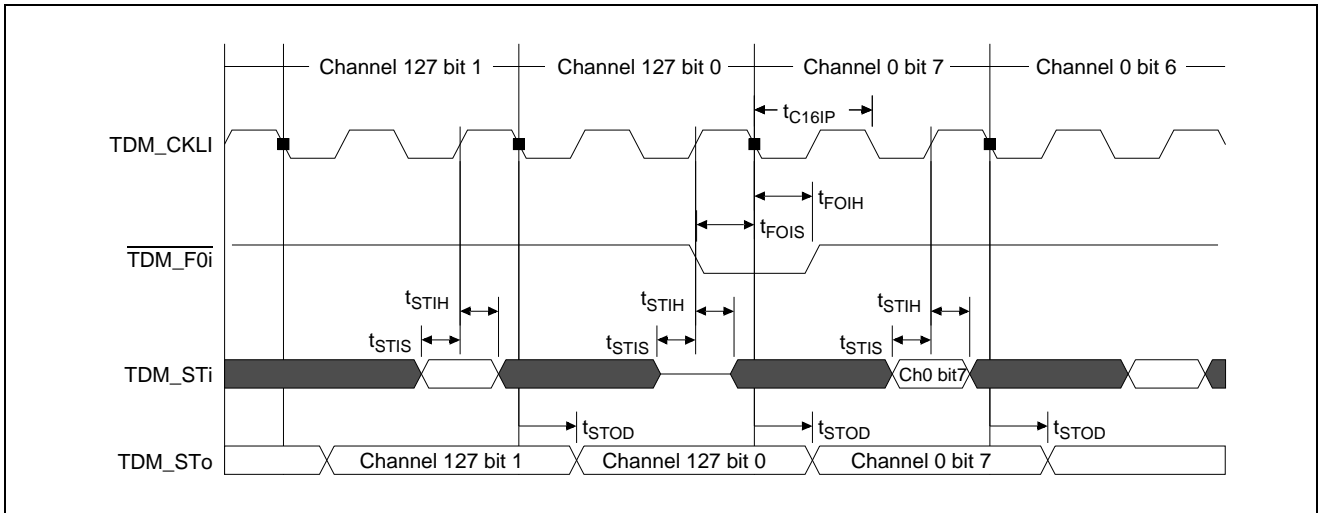 Channel 127 bit 1 Channel 127 bit 0 Channel 0 bit 7 Channel 0 bit 6
tC16IP
TDM_CKLI
tFOIH
tFOIS
TDM_F0i
tSTIH tSTIH tSTIH
tSTIS tSTIS tSTIS
TDM_STi Ch0 bit7
tSTOD tSTOD tSTOD
TDM_STo Channel 127 bit 1 Channel 127 bit 0 Channel 0 bit 7